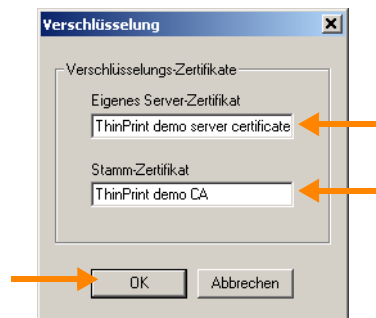 Verschlüsselung
Verschlüsselungs-Zertifikate
Eigenes Server-Zertifikat
ThinPrint demo server certificate
Stamm-Zertifikat
ThinPrint demo CA
OK Abbrechen